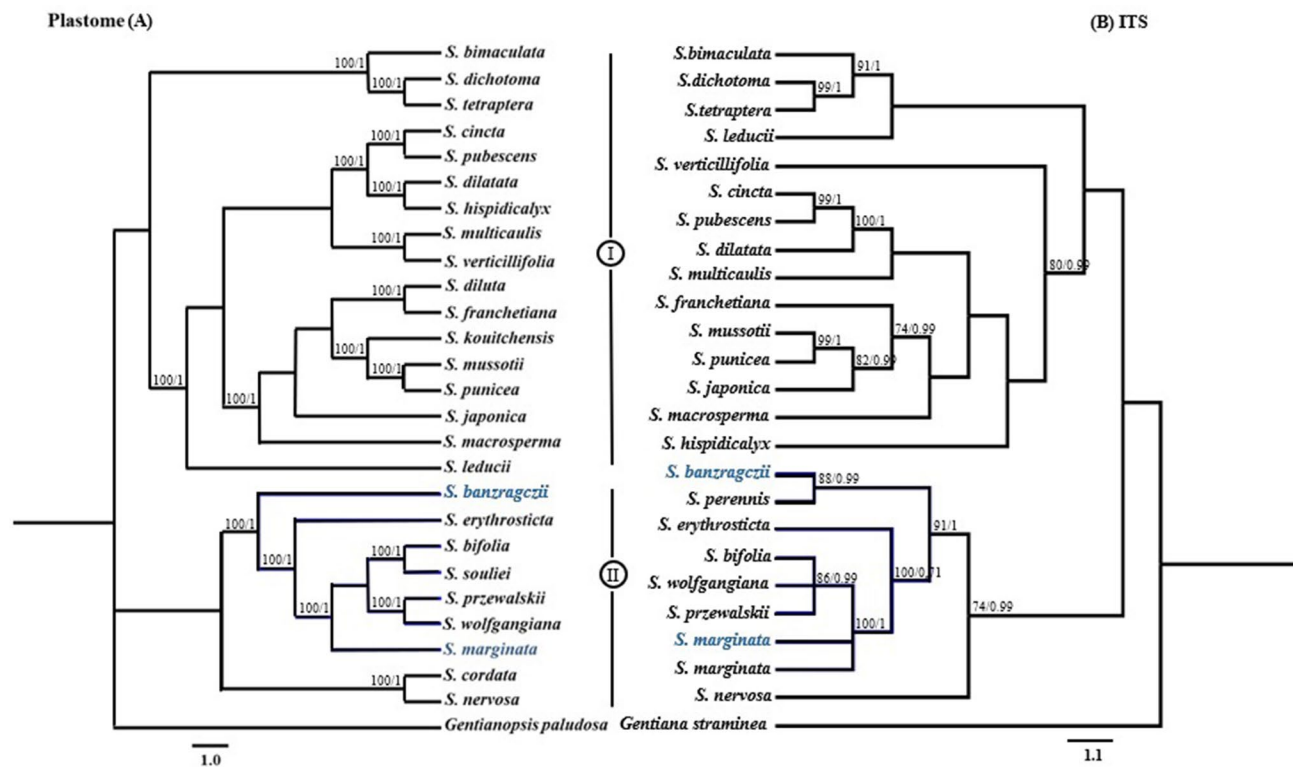 Plastome (A)
(B) ITS
S. bimaculata
100/1
S. dichotoma
100/1
S. tetraptera
S. cincta
100/1
S. pubescens
100/1
S. dilatata
100/1
S. hispidicalyx
S. multicaulis
100/1
S. verticillifolia
S. diluta
100/1
S. franchetiana
S. kouitchensis
100/1
S. mussotii
100/1
S. punicea
100/1
100/1
S. japonica
S. macrosperma
S. leducii
S. banzragczii
100/1
S. erythrosticta
100/1
S. bifolia
100/1
S. souliei
S. przewalskii
100/1
100/1
S. wolfgangiana
S. marginata
S. cordata
100/1
S. nervosa
Gentianopsis paludosa
1.0
I
II
S.bimaculata
91/1
S.dichotoma
99/1
S.tetraptera
S. leducii
S. verticillifolia
S. cincta
99/1
S. pubescens
100/1
S. dilatata
80/0.99
S. multicaulis
S. franchetiana
74/0.99
S. mussotii
99/1
S. punicea
82/0.99
S. japonica
S. macrosperma
S. hispidicalyx
S. banzragczii
88/0.99
S. perennis
S. erythrosticta
91/1
S. bifolia
100/0.71
S. wolfgangiana
86/0.99
S. przewalskii
74/0.99
S. marginata
100/1
S. marginata
S. nervosa
Gentiana straminea
1.1